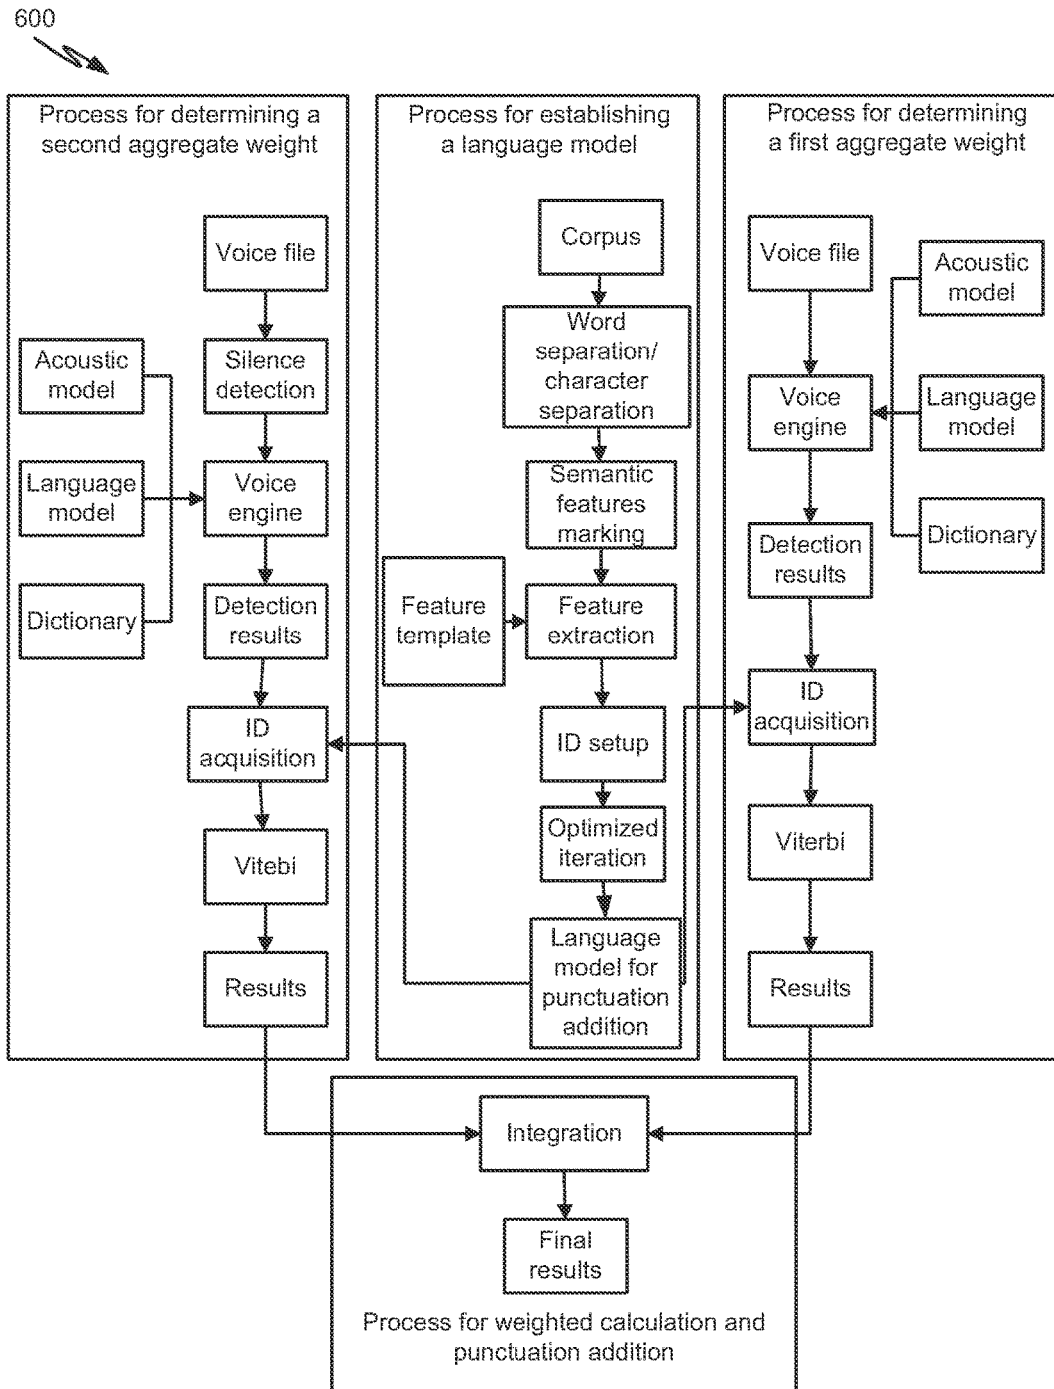 600
Process for determining a
second aggregate weight
Voice file
Acoustic
model
Silence
detection
Language
model
Voice
engine
Dictionary
Detection
results
ID
acquisition
Vitebi
Results
Process for establishing
a language model
Corpus
Word
separation/
character
separation
Semantic
features
marking
Feature
template
Feature
extraction
ID setup
Optimized
iteration
Language
model for
punctuation
addition
Process for determining
a first aggregate weight
Voice file
Acoustic
model
Voice
engine
Language
model
Detection
results
Dictionary
ID
acquisition
Viterbi
Results
Integration
Final
results
Process for weighted calculation and
punctuation addition